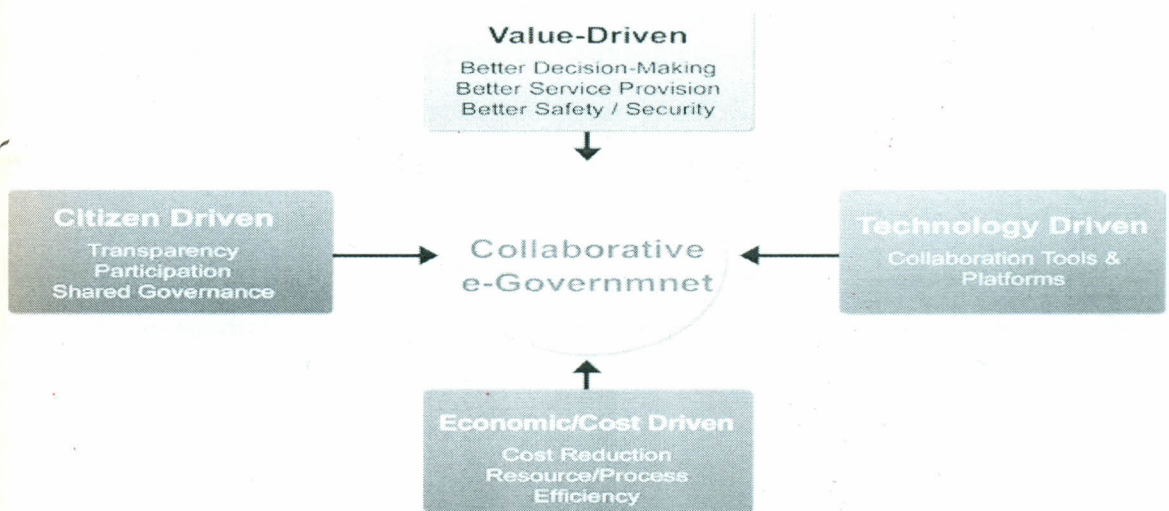 Value-Driven
Better Decision-Making
Better Service Provision
Better Safety / Security
Citizen Driven
Transparency
Participation
Shared Governance
Collaborative
e-Governmnet
Technology Driven
Collaboration Tools &
Platforms
Economic/Cost Driven
Cost Reduction
Resource/Process
Efficiency